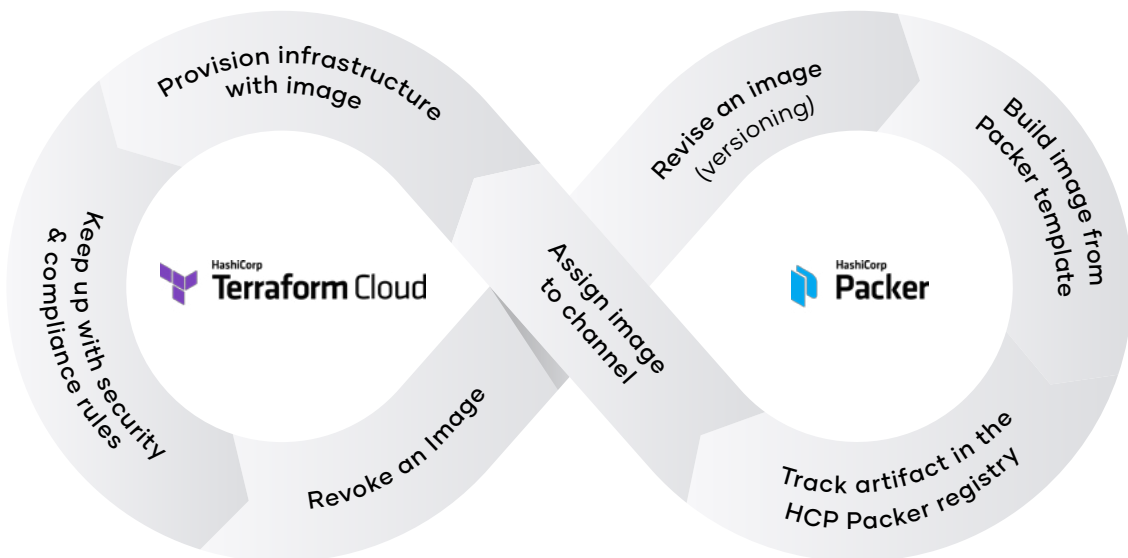 Provision infrastructure
with image
Revise an image
(versioning)
Build image from
Packer template
Keep up with security
& compliance rules
HashiCorp
Terraform Cloud
Assign image
to channel
HashiCorp
Packer
Revoke an Image
Track artifact in the
HCP Packer registry